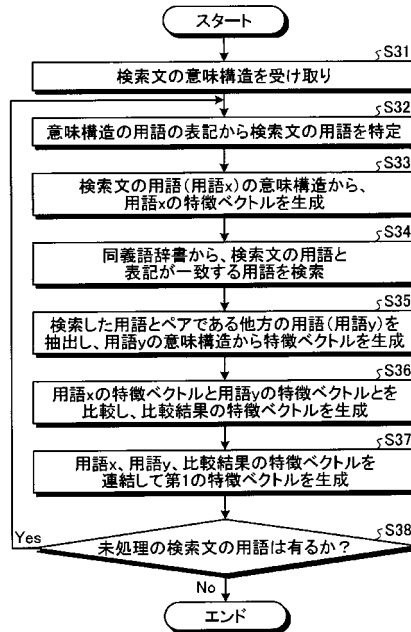 スタート
S31
検索文の意味構造を受け取り
S32
意味構造の用語の表記から検索文の用語を特定
S33
検索文の用語(用語x)の意味構造から、
用語xの特徴ベクトルを生成
S34
同義語辞書から、検索文の用語と
表記が一致する用語を検索
S35
検索した用語とペアである他方の用語(用語y)を
抽出し、用語yの意味構造から特徴ベクトルを生成
S36
用語xの特徴ベクトルと用語yの特徴ベクトルとを
比較し、比較結果の特徴ベクトルを生成
S37
用語x、用語y、比較結果の特徴ベクトルを
連結して第1の特徴ベクトルを生成
S38
Yes
未処理の検索文の用語は有るか？
No
エンド